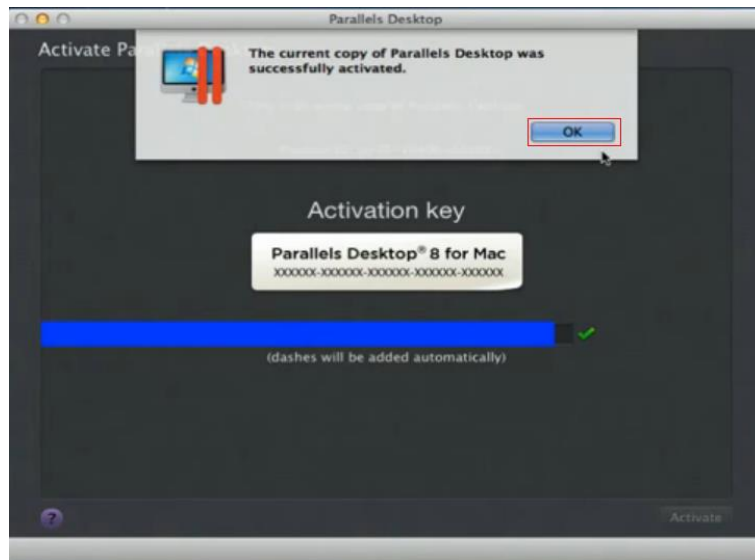 Parallels Desktop
Activate Pa
The current copy of Parallels Desktop was
successfully activated.
OK
Activation key
Parallels Desktop® 8 for Mac
XXXXXX-XXXXXX-XXXXXX-XXXXXX-XXXXXX
(dashes will be added automatically)
?
Activate